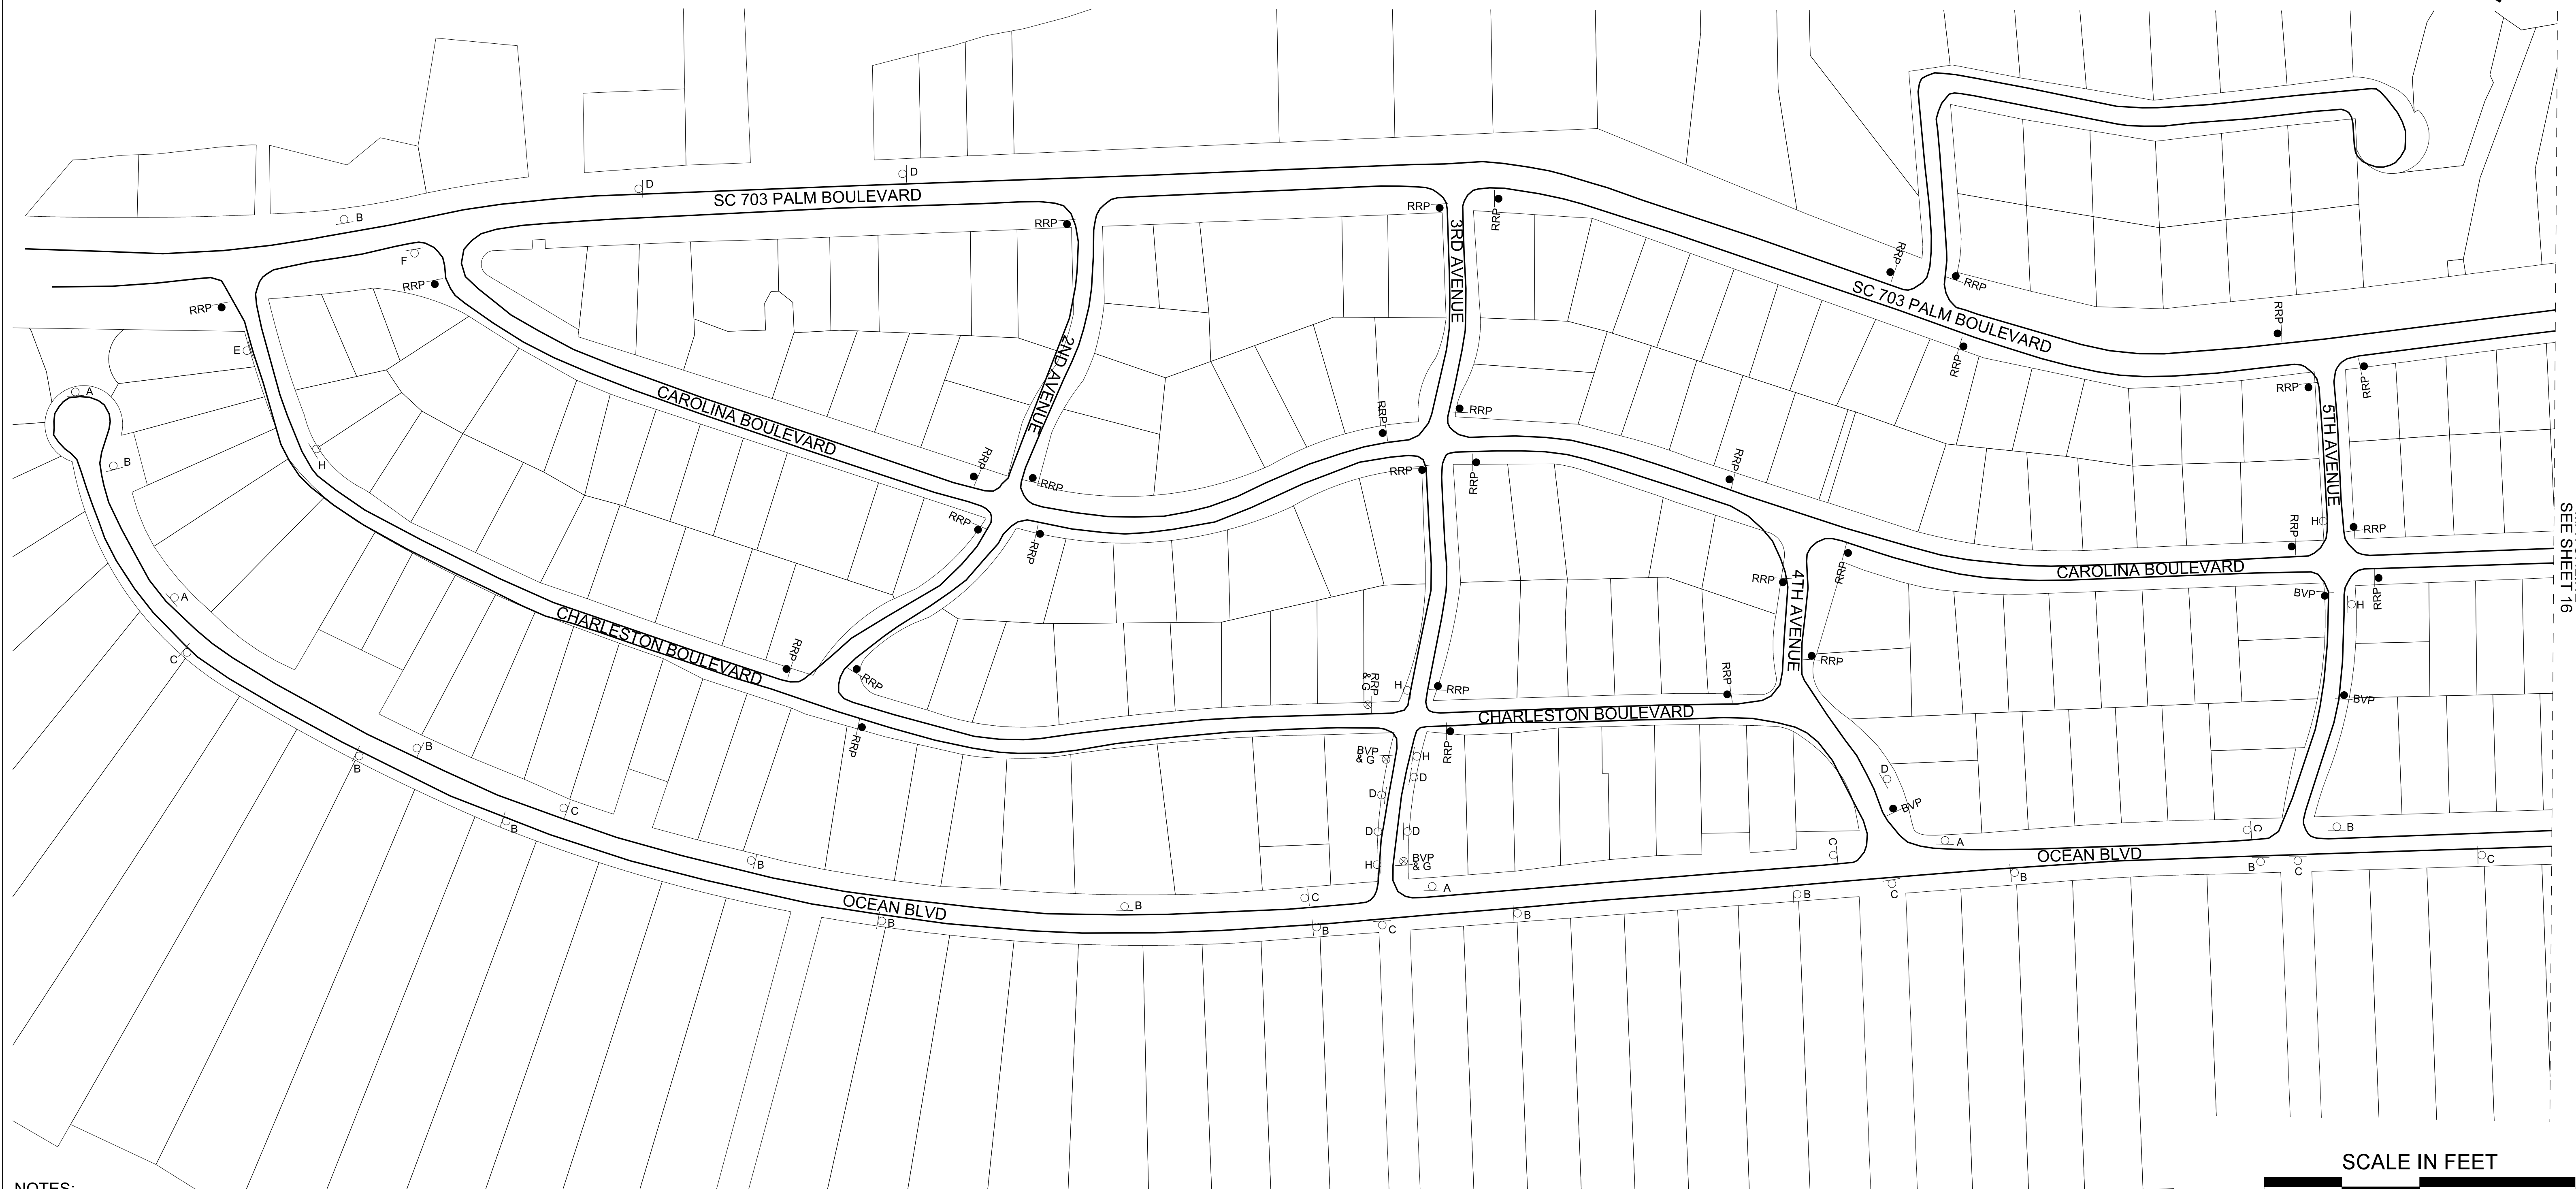 D
D
B
SC 703 PALM BOULEVARD
RRP
RRP
RRP
3RD AVENUE
F
RRP
RRP
RRP
RRP
SC 703 PALM BOULEVARD
RRP
RRP
E
2ND AVENUE
RRP
RRP
RRP
A
CAROLINA BOULEVARD
RRP
RRP
5TH AVENUE
B
H
RRP
RRP
RRP
RRP
RRP
RRP
RRP
RRP
H
RRP
RRP
SEE SHEET 16
RRP
CAROLINA BOULEVARD
RRP
4TH AVENUE
BVP
H
RRP
A
CHARLESTON BOULEVARD
C
RRP
RRP
RRP
RRP
& G
H
RRP
RRP
BVP
CHARLESTON BOULEVARD
RRP
RRP
B
B
BVP
& G
H
D
D
D
C
B
D
D
BVP
B
H
BVP
& G
C
A
C
B
OCEAN BLVD
A
B
C
B
C
C
B
OCEAN BLVD
B
B
C
B
B
C
B
SCALE IN FEET
NOTES: